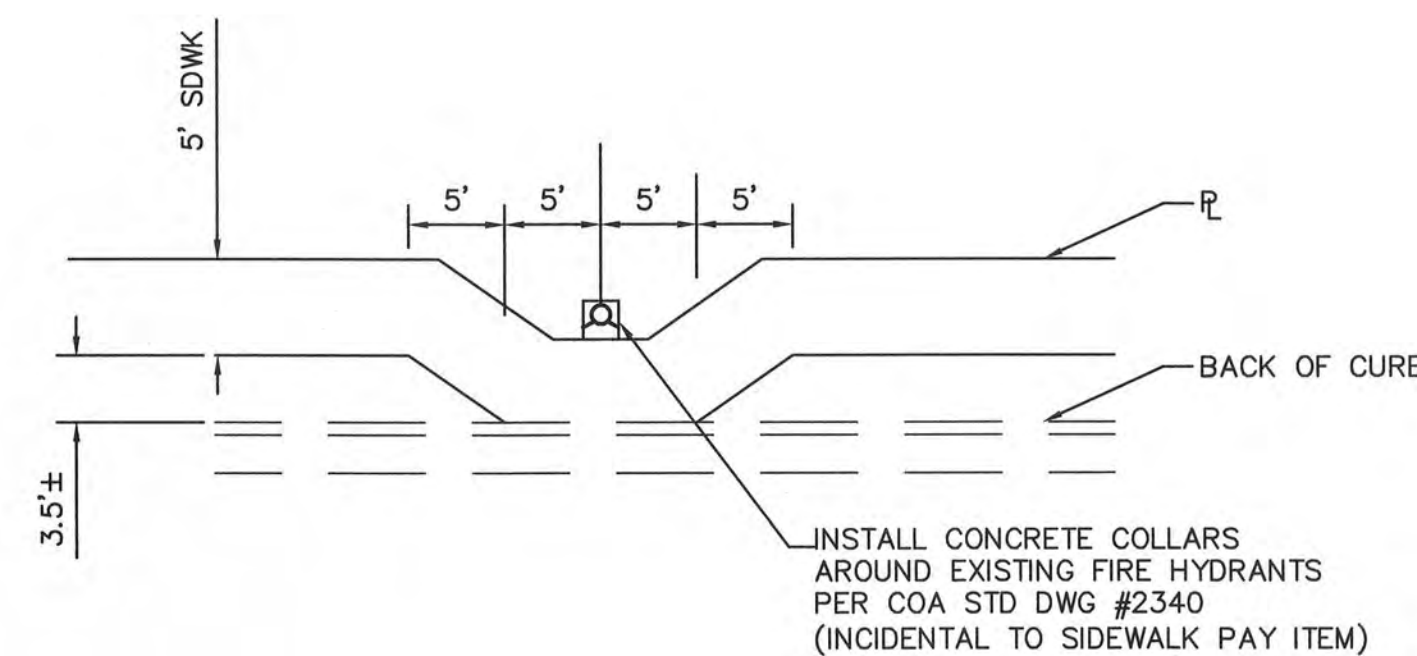 5' SDWK
5' 5' 5' 5'
PL
BACK OF CURB
3.5'±
INSTALL CONCRETE COLLARS
AROUND EXISTING FIRE HYDRANTS
PER COA STD DWG #2340
(INCIDENTAL TO SIDEWALK PAY ITEM)